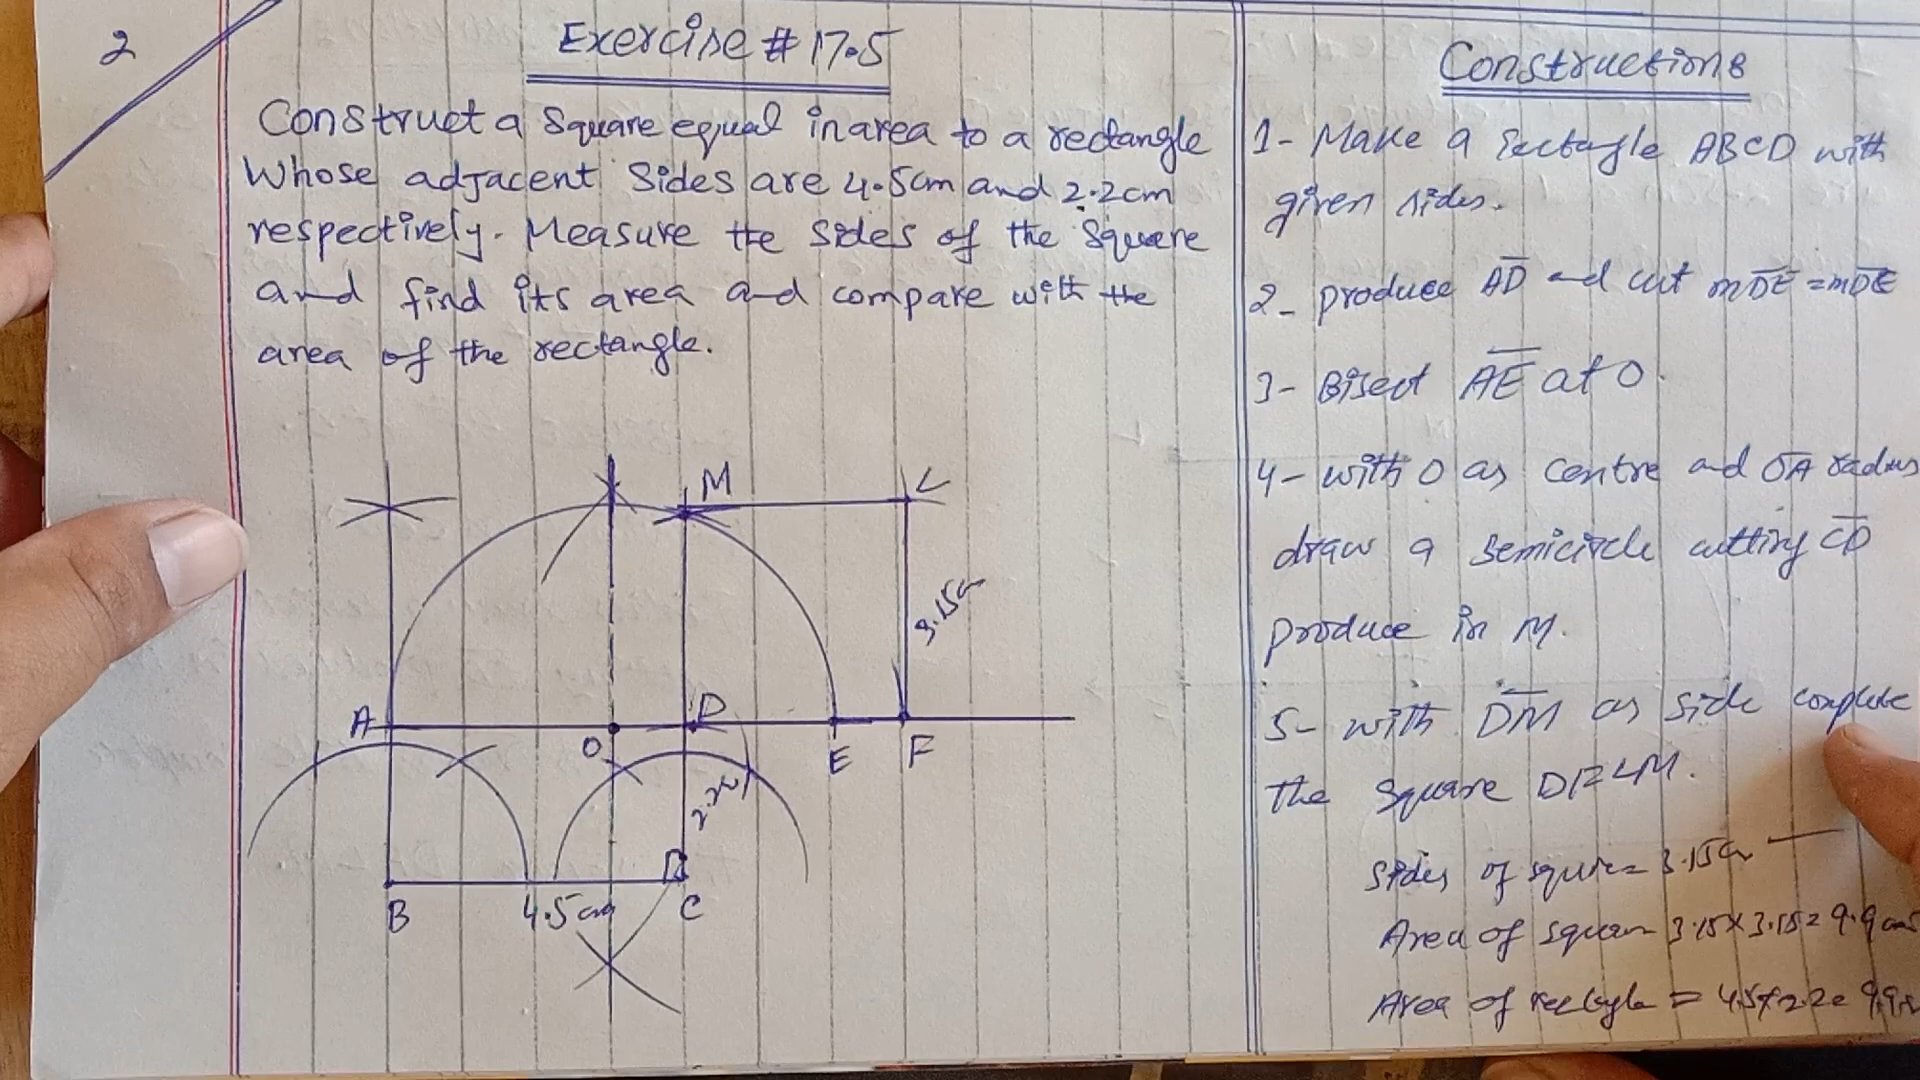 2
Exercise # 17.5
Construct a Square equal in area to a rectangle
Whose adjacent Sides are 4.5cm and 2.2cm
respectively. Measure the Sides of the Square
and find its area and compare with the
area of the rectangle.
M
L
3.15cm
A
O
D
E
F
2.2
B
4.5cm
C
Constructions
1- Make a rectangle ABCD with
given sides.
2- produce AD and cut mDE = mDE
3- Bisect AE at O.
4- with O as centre and OA radius
draw a semicircle cutting CD
produce in M.
5- with DM as side complete
the Square DFLM.
Sides of squre = 3.15cm
Area of square 3.15×3.15= 9.9 cm
Area of rectangle = 4.5×2.2= 9.9